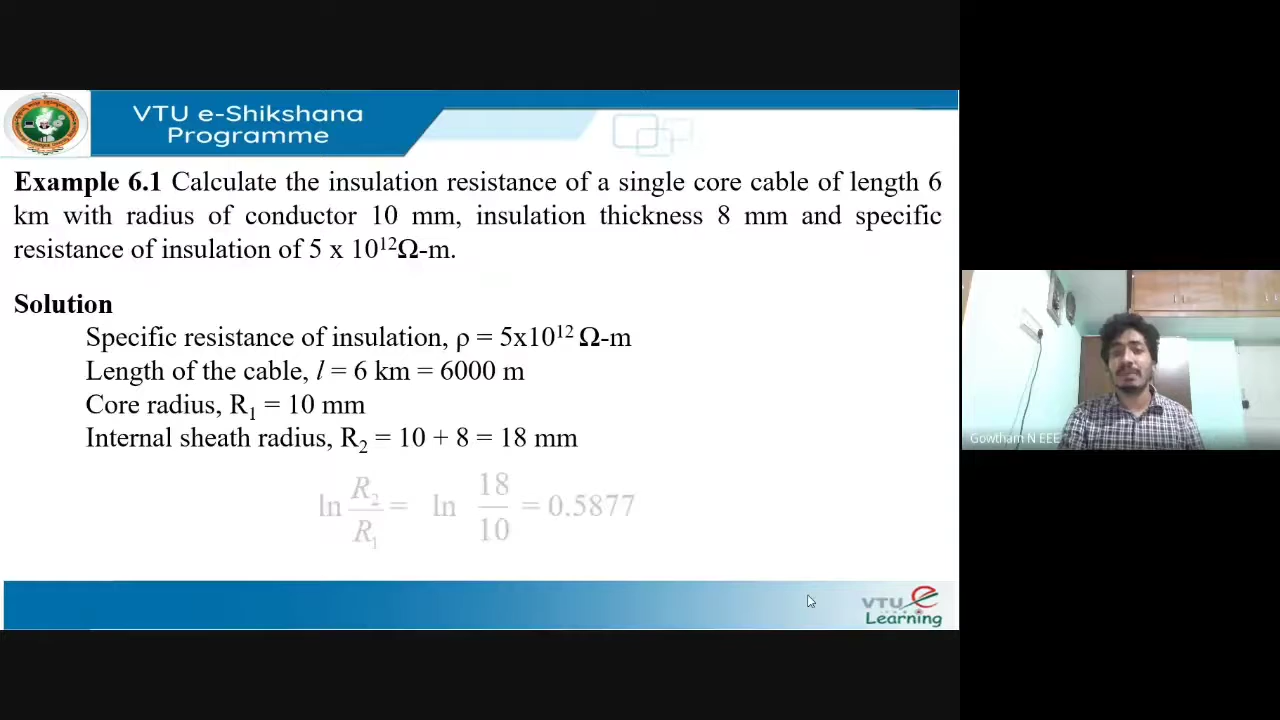 VTU e-Shikshana
Programme
Example 6.1 Calculate the insulation resistance of a single core cable of length 6
km with radius of conductor 10 mm, insulation thickness 8 mm and specific
resistance of insulation of 5 x 10¹²Ω-m.
Solution
Specific resistance of insulation, ρ = 5x10¹² Ω-m
Length of the cable, l = 6 km = 6000 m
Core radius, R₁ = 10 mm
Internal sheath radius, R₂ = 10 + 8 = 18 mm
ln R₂/R₁ = ln 18/10 = 0.5877
Gowtham N EEE
VTU e
Learning